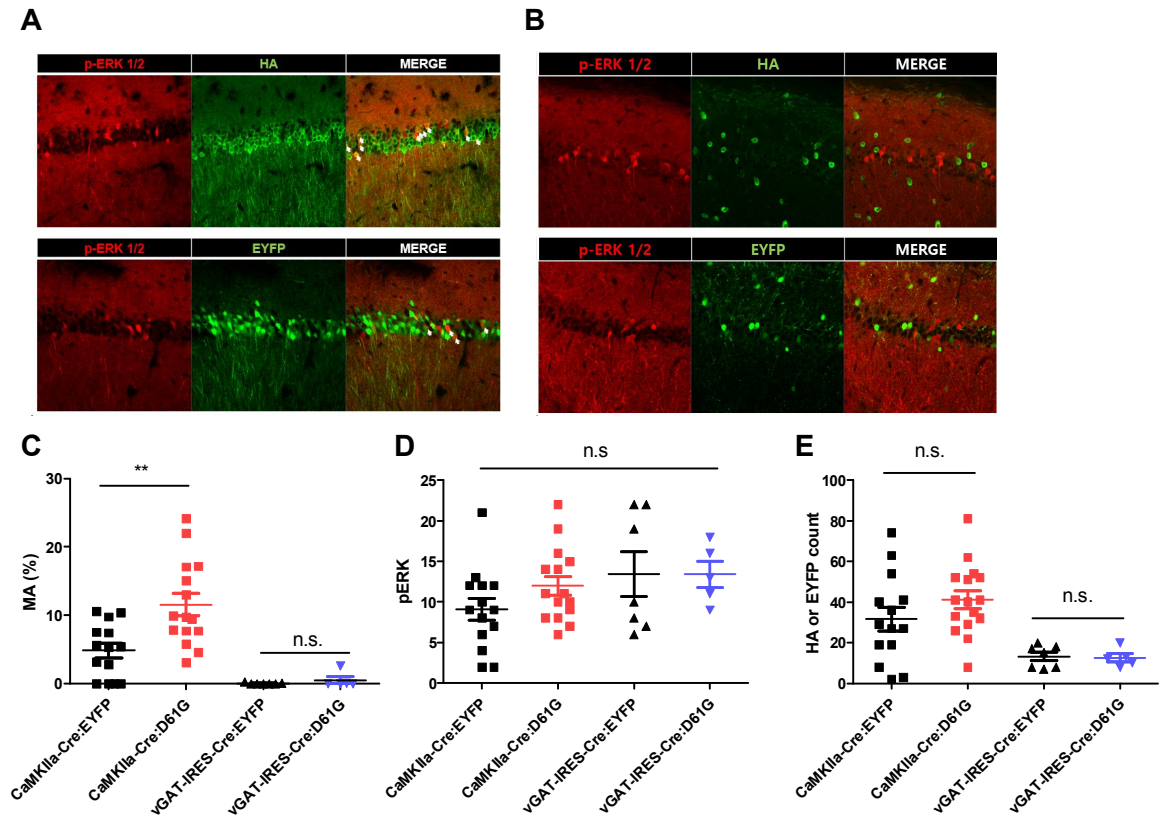 A
B
p-ERK 1/2 HA MERGE
p-ERK 1/2 HA MERGE
p-ERK 1/2 EYFP MERGE
p-ERK 1/2 EYFP MERGE
C
D
E
**
n.s.
MA (%)
30
20
10
0
CaMKIIa-Cre:EYFP
CaMKIIa-Cre:D61G
vGAT-IRES-Cre:EYFP
vGAT-IRES-Cre:D61G
n.s
pERK
25
20
15
10
5
0
CaMKIIa-Cre:EYFP
CaMKIIa-Cre:D61G
vGAT-IRES-Cre:EYFP
vGAT-IRES-Cre:D61G
n.s.
n.s.
HA or EYFP count
100
80
60
40
20
0
CaMKIIa-Cre:EYFP
CaMKIIa-Cre:D61G
vGAT-IRES-Cre:EYFP
vGAT-IRES-Cre:D61G